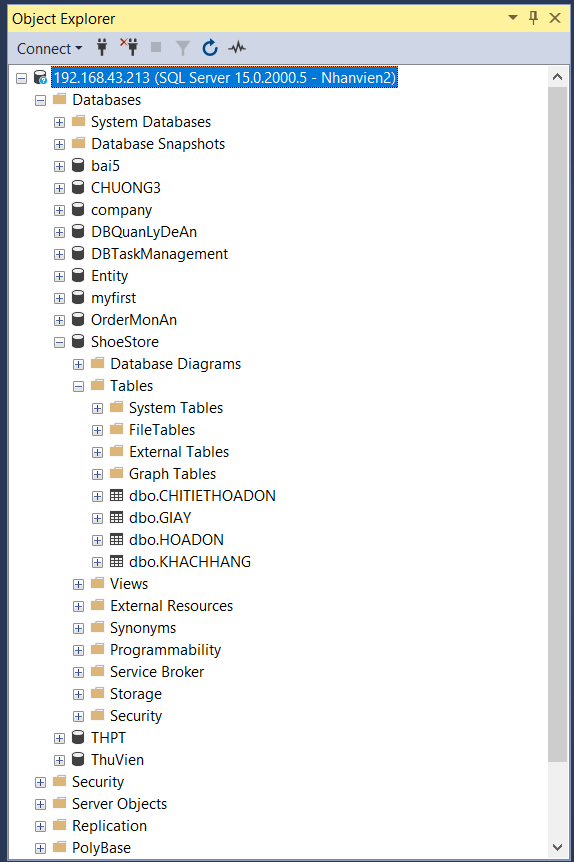 Object Explorer
Connect
192.168.43.213 (SQL Server 15.0.2000.5 - Nhanvien2)
Databases
System Databases
Database Snapshots
bai5
CHUONG3
company
DBQuanLyDeAn
DBTaskManagement
Entity
myfirst
OrderMonAn
ShoeStore
Database Diagrams
Tables
System Tables
FileTables
External Tables
Graph Tables
dbo.CHITIETHOADON
dbo.GIAY
dbo.HOADON
dbo.KHACHHANG
Views
External Resources
Synonyms
Programmability
Service Broker
Storage
Security
THPT
ThuVien
Security
Server Objects
Replication
PolyBase